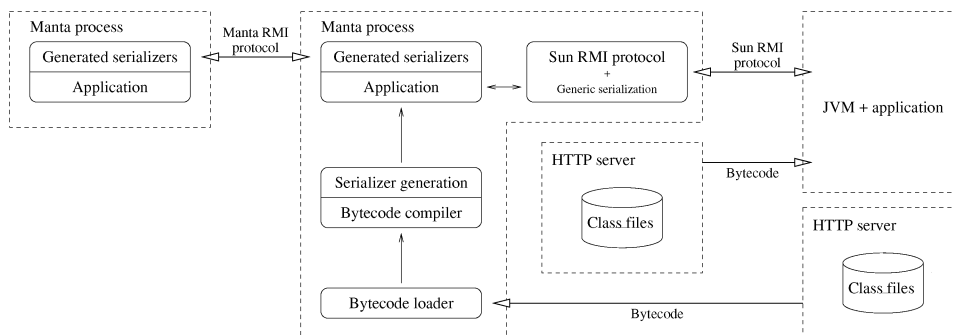 Manta process
Generated serializers
Application
Manta RMI
protocol
Manta process
Generated serializers
Application
Sun RMI protocol
+
Generic serialization
Sun RMI
protocol
JVM + application
HTTP server
Class files
Bytecode
Serializer generation
Bytecode compiler
HTTP server
Class files
Bytecode loader
Bytecode